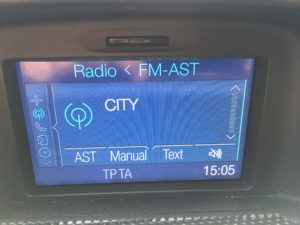 Radio < FM-AST
CITY
AST Manual Text
TP TA 15:05